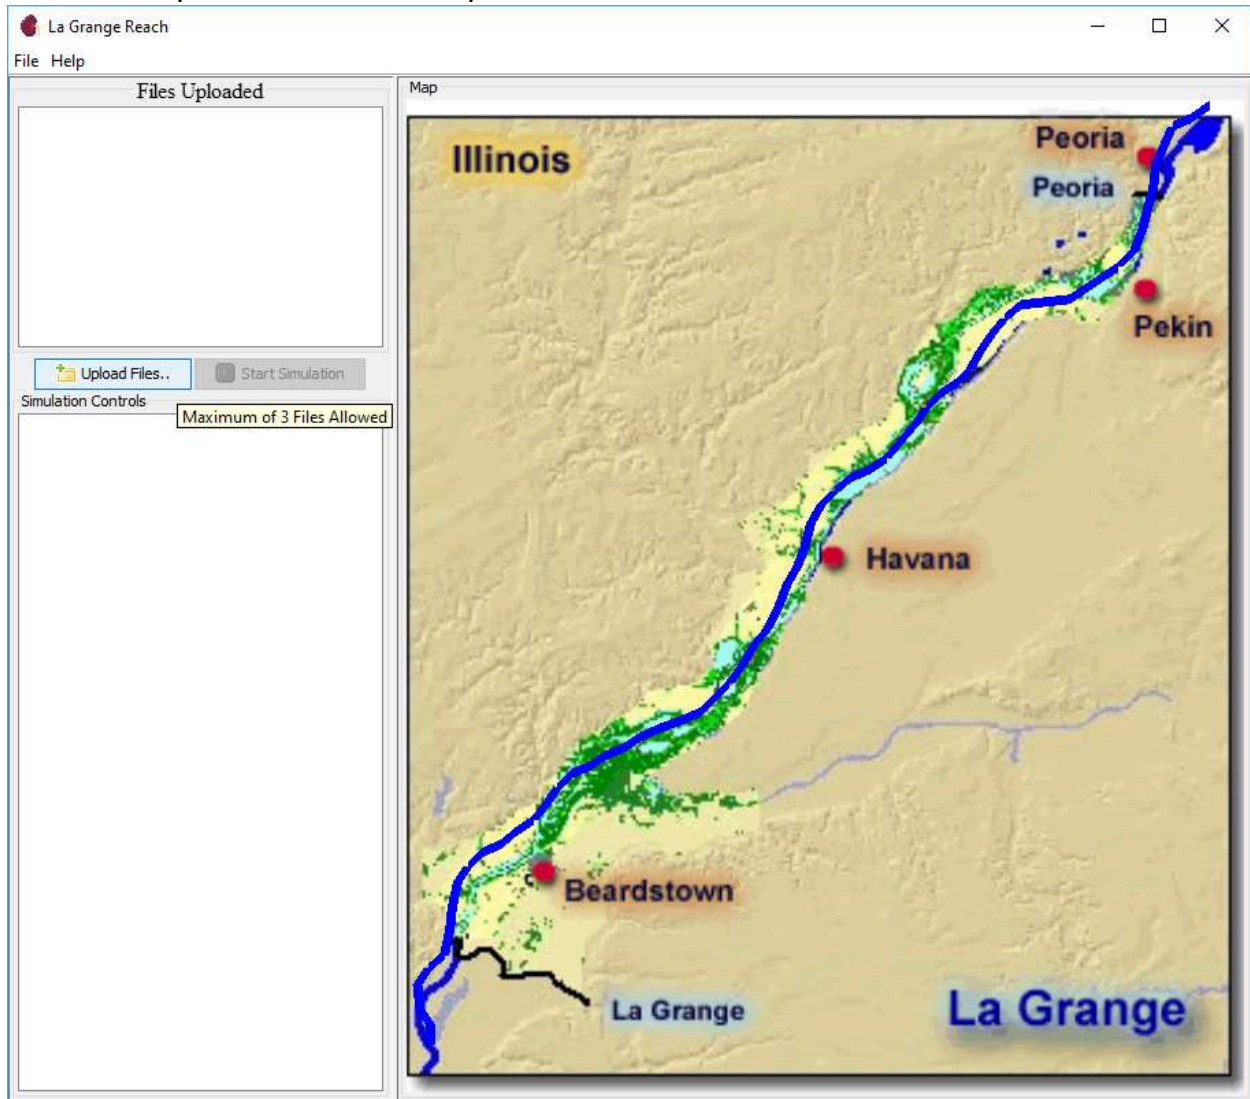 La Grange Reach
File Help
Files Uploaded
Upload Files..
Start Simulation
Simulation Controls
Maximum of 3 Files Allowed
Map
Illinois
Peoria
Peoria
Pekin
Havana
Beardstown
La Grange
La Grange